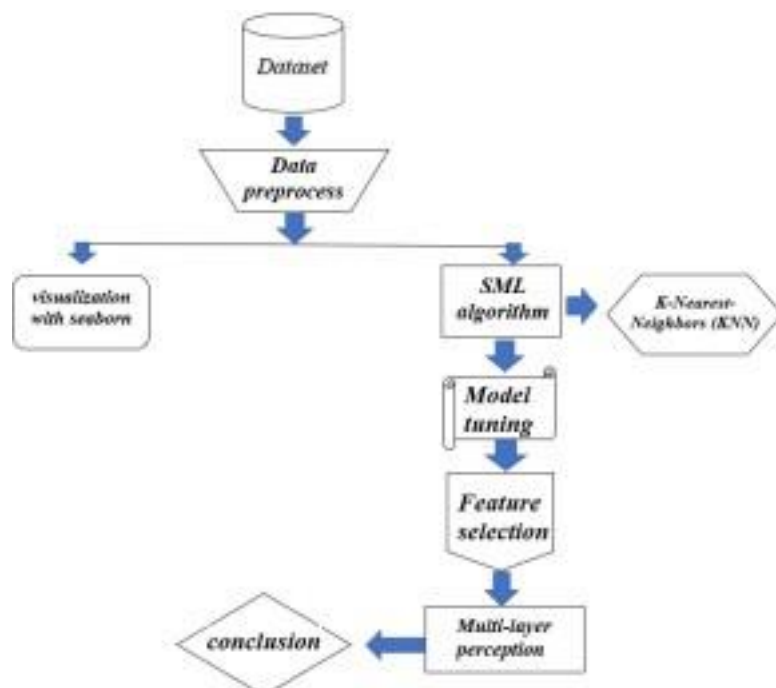 Dataset
Data
preprocess
visualization
with seaborn
SML
algorithm
K-Nearest-
Neighbors (KNN)
Model
tuning
Feature
selection
Multi-layer
perception
conclusion